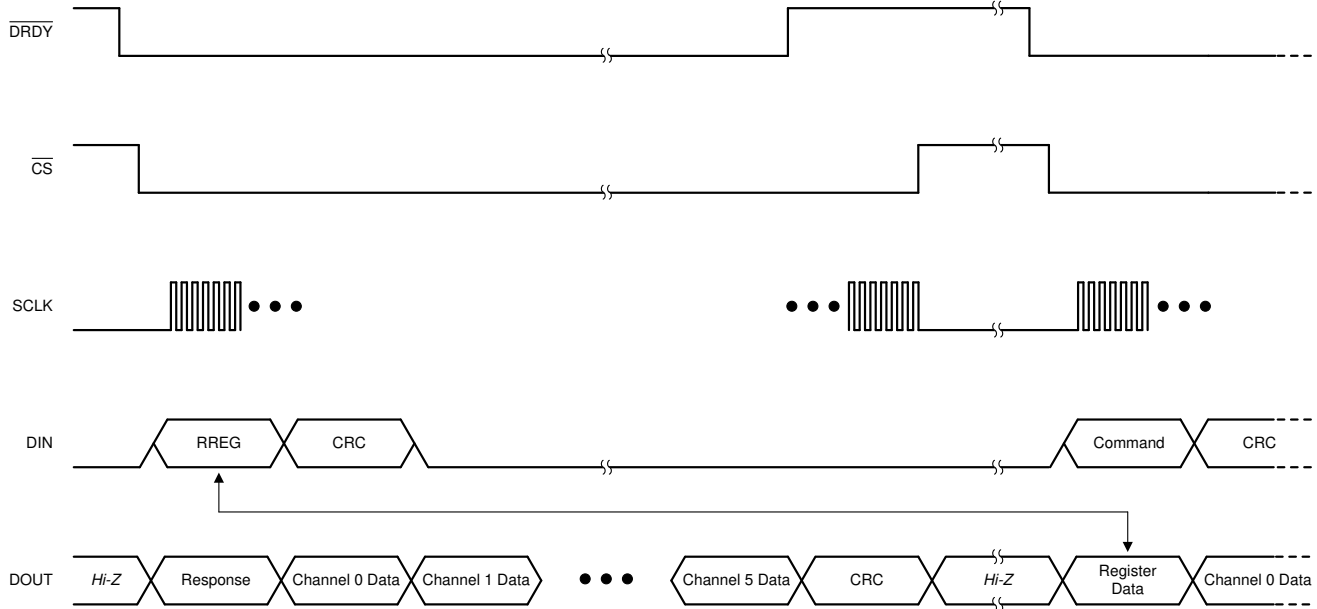 DRDY
CS
SCLK
DIN
RREG
CRC
Command
CRC
DOUT
Hi-Z
Response
Channel 0 Data
Channel 1 Data
Channel 5 Data
CRC
Hi-Z
Register
Data
Channel 0 Data